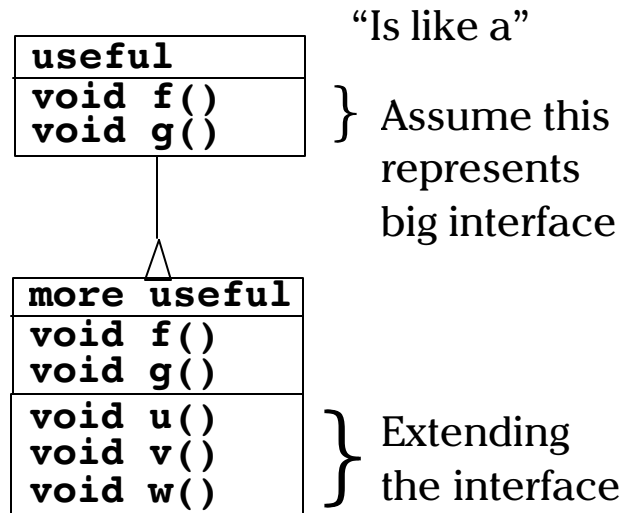 “Is like a”
useful
void f()
void g()
} Assume this
represents
big interface
more useful
void f()
void g()
void u()
void v()
void w()
} Extending
the interface